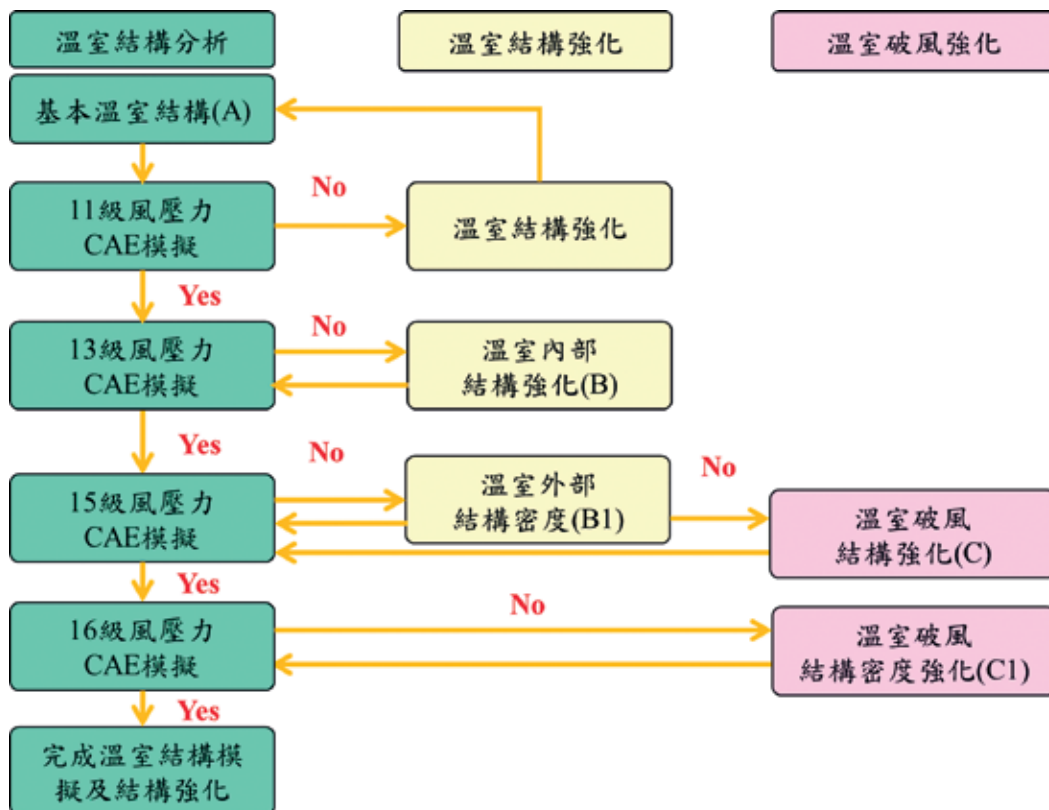 溫室結構分析
溫室結構強化
溫室破風強化
基本溫室結構(A)
No
11級風壓力
CAE模擬
溫室結構強化
Yes
No
13級風壓力
CAE模擬
溫室內部
結構強化(B)
Yes
No
No
15級風壓力
CAE模擬
溫室外部
結構密度(B1)
溫室破風
結構強化(C)
Yes
No
16級風壓力
CAE模擬
溫室破風
結構密度強化(C1)
Yes
完成溫室結構模
擬及結構強化